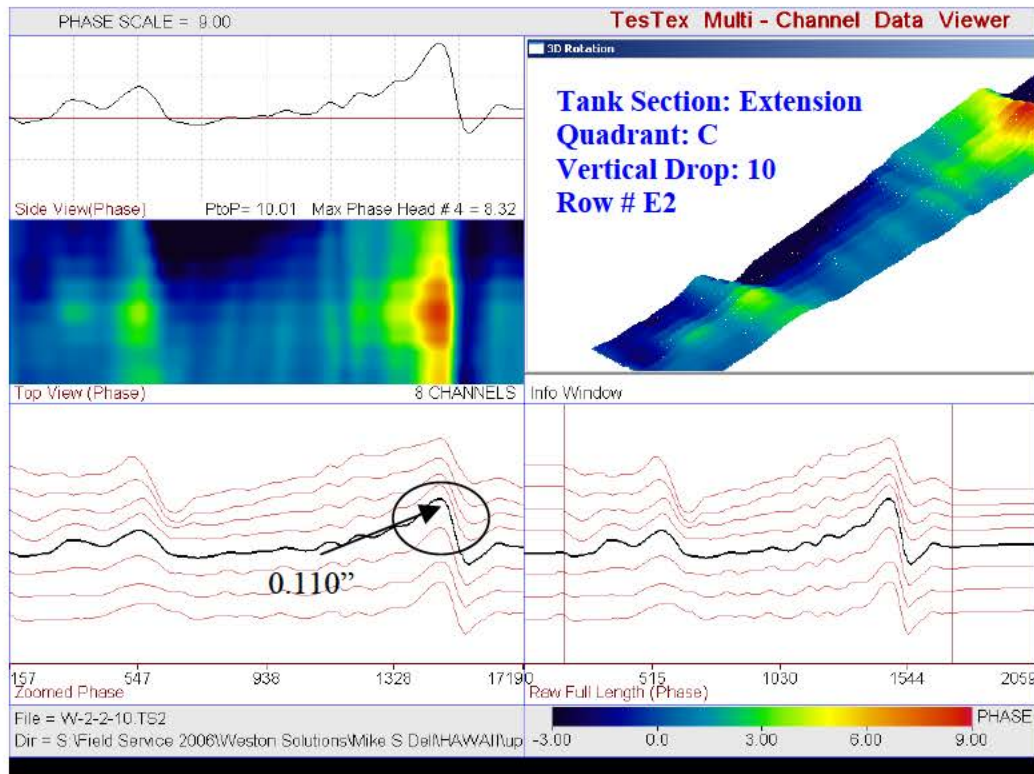 PHASE SCALE = 9.00
TesTex Multi - Channel Data Viewer
3D Rotation
Tank Section: Extension
Quadrant: C
Vertical Drop: 10
Row # E2
Side View(Phase) PtoP= 10.01 Max Phase Head # 4 = 8.32
Top View (Phase) 8 CHANNELS
Info Window
0.110”
157 547 938 1328 1719
Zoomed Phase
0 515 1030 1544 2059
Raw Full Length (Phase)
File = W-2-2-10.TS2
Dir = S:\Field Service 2006\Weston Solutions\Mike S Dell\HAWAII\up
PHASE
-3.00 0.0 3.00 6.00 9.00